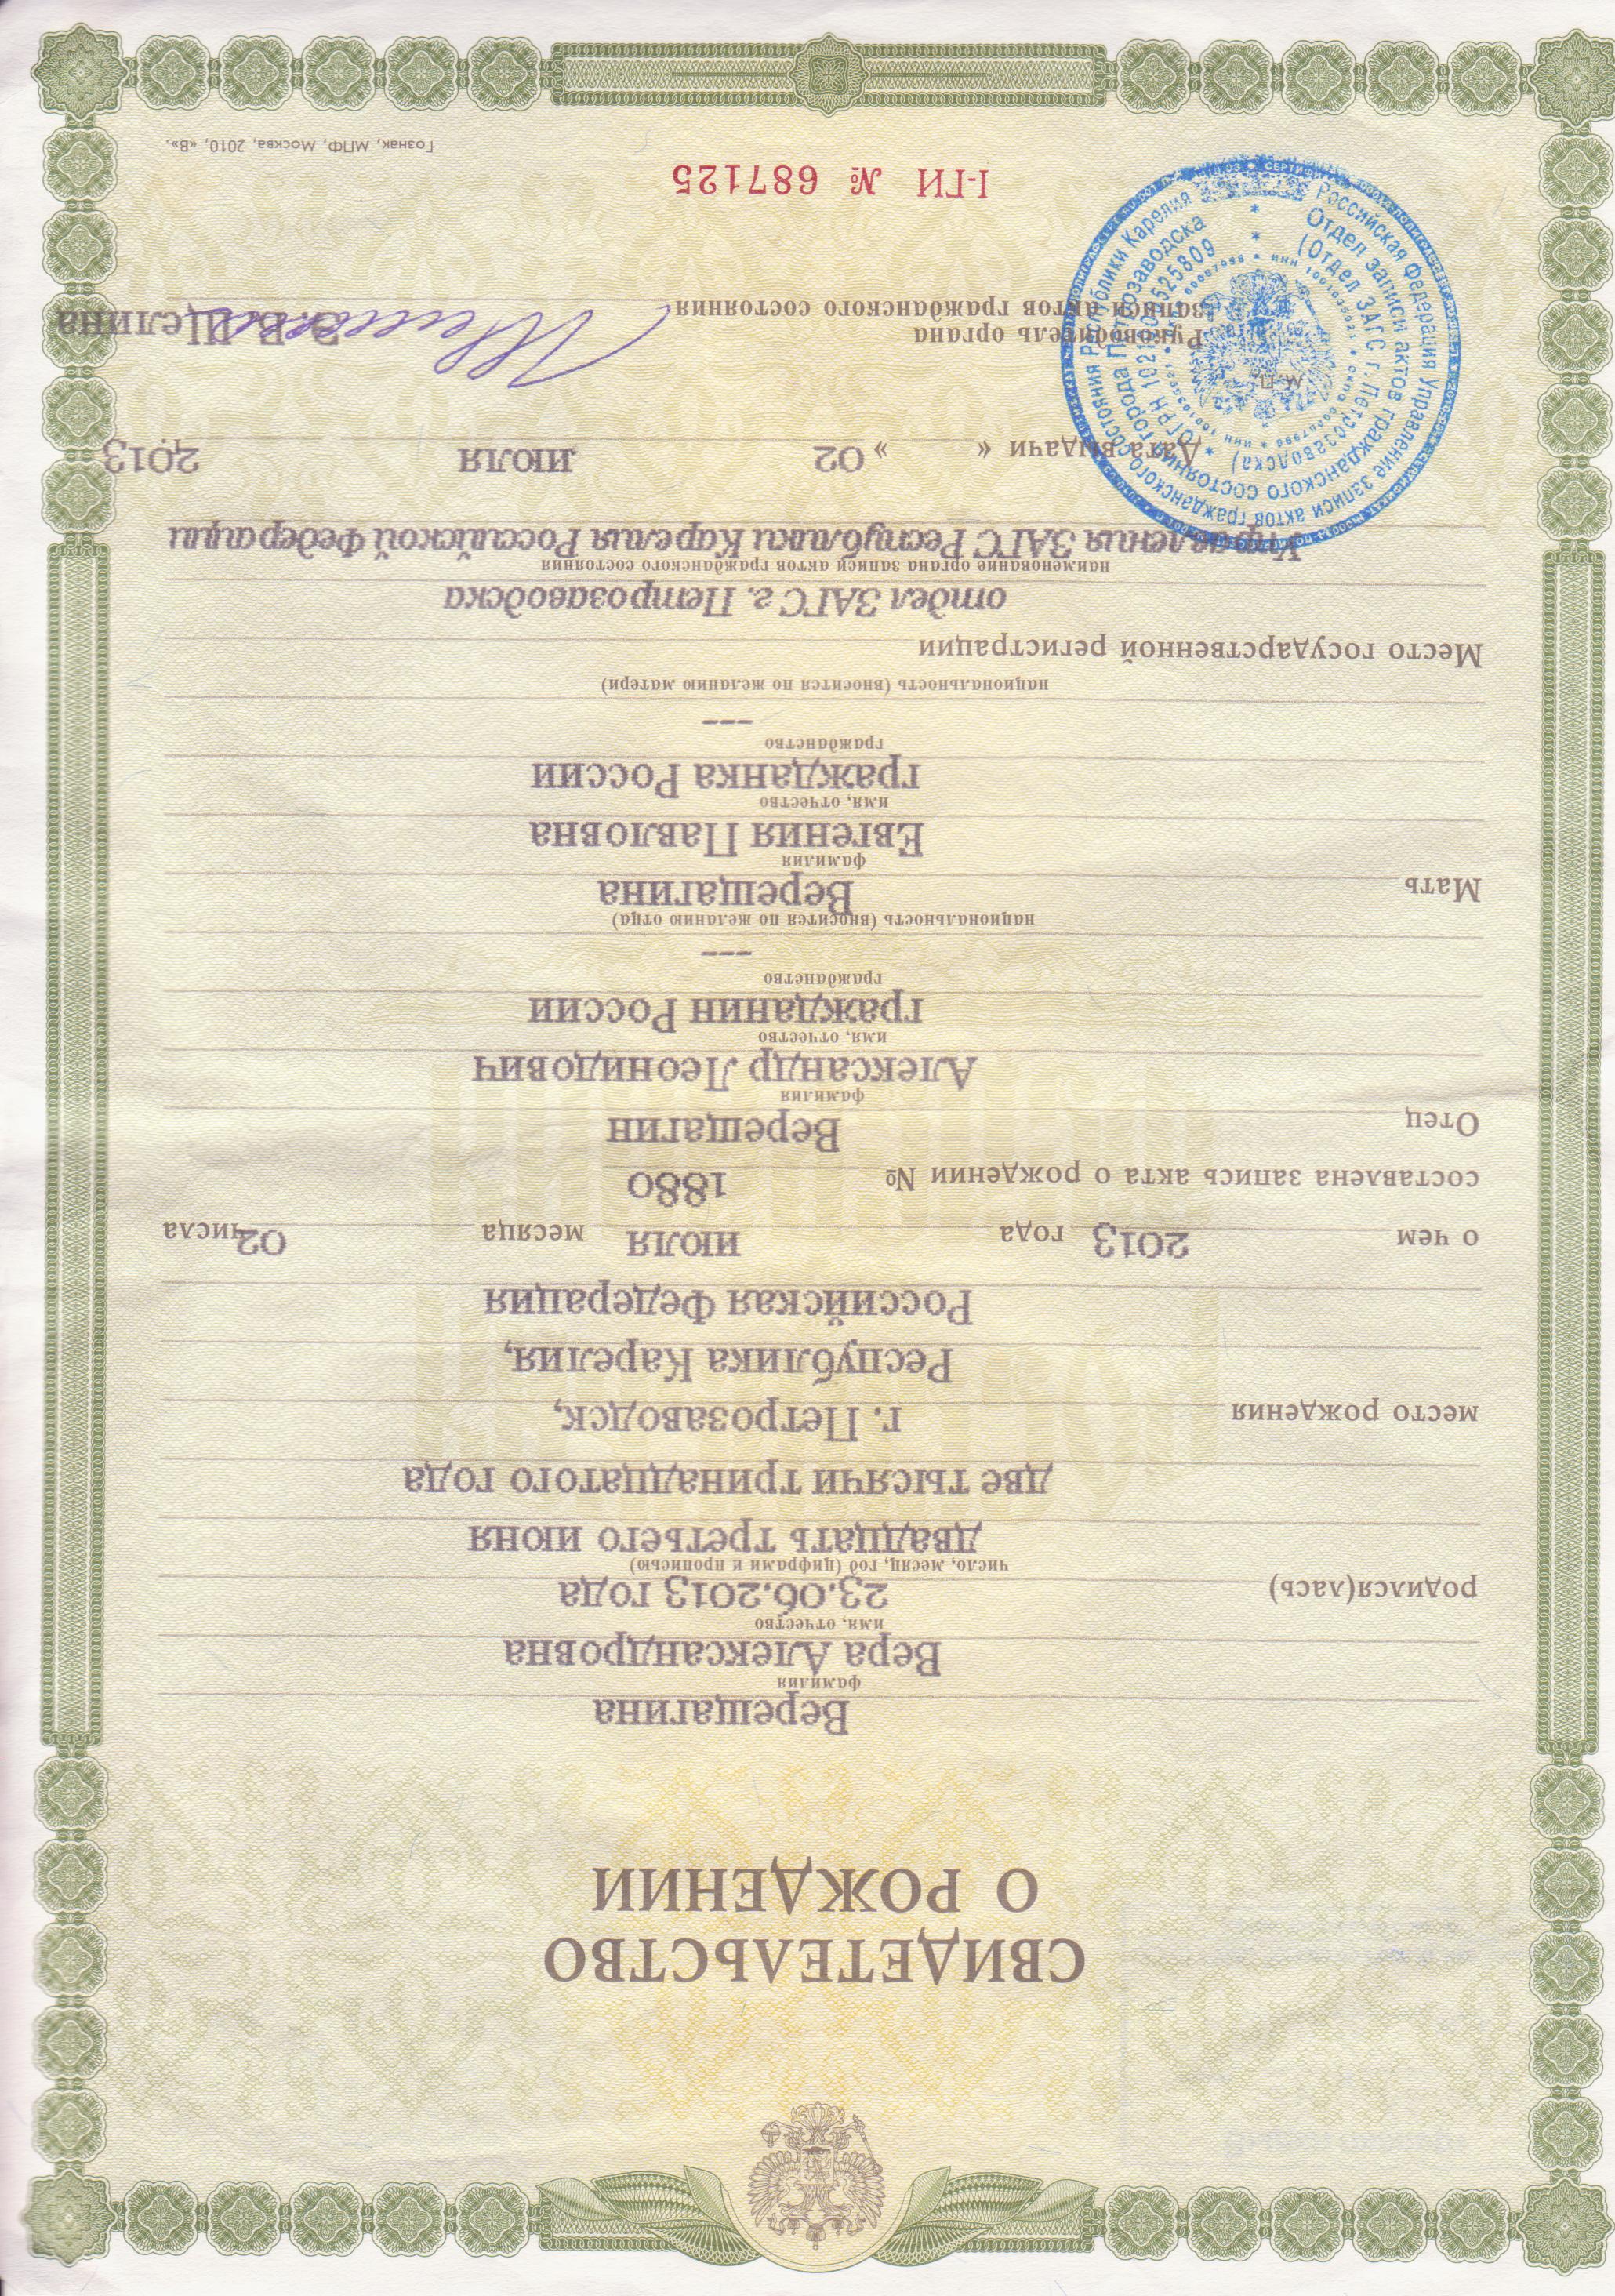 СВИДЕТЕЛЬСТВО
О РОЖДЕНИИ
Верещагина
фамилия
Вера Александровна
имя, отчество
родился(лась) 23.06.2013 года
число, месяц, год (цифрами и прописью)
двадцать третьего июня
две тысячи тринадцатого года
место рождения г. Петрозаводск,
Республика Карелия,
Российская Федерация
о чем 2013 года июля месяца 02 числа
составлена запись акта о рождении № 1880
Отец Верещагин
фамилия
Александр Леонидович
имя, отчество
гражданин России
гражданство
---
национальность (вносится по желанию отца)
Мать Верещагина
фамилия
Евгения Павловна
имя, отчество
гражданка России
гражданство
---
национальность (вносится по желанию матери)
Место государственной регистрации
отдел ЗАГС г. Петрозаводска
наименование органа записи актов гражданского состояния
Управления ЗАГС Республики Карелия Российской Федерации
Дата выдачи « 02 » июля 2013
М.П.
Руководитель органа
записи актов гражданского состояния Э.В. Щелина
Российская Федерация Управление записи актов гражданского состояния Республики Карелия
Отдел записи актов гражданского состояния города Петрозаводска
(Отдел ЗАГС г. Петрозаводска)
I-ГИ № 687125
Гознак, МПФ, Москва, 2010, «В».